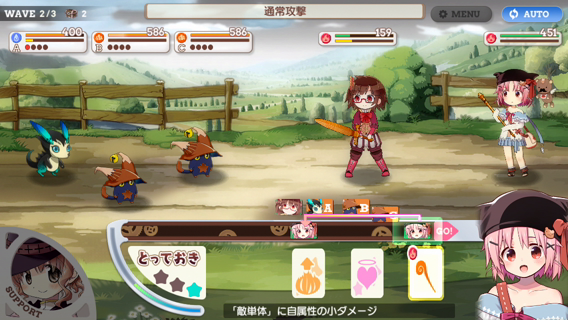 WAVE 2/3 2
通常攻撃
MENU
AUTO
A 400
B 586
C 586
159
451
A B C
GO!
とっておき
SUPPORT
「敵単体」に自属性の小ダメージ